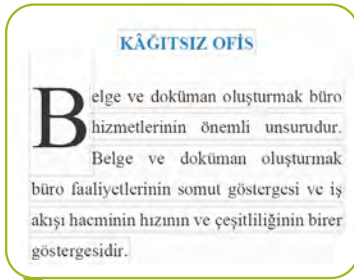 KÂĞITSIZ OFİS
Belge ve doküman oluşturmak büro
hizmetlerinin önemli unsurudur.
Belge ve doküman oluşturmak
büro faaliyetlerinin somut göstergesi ve iş
akışı hacminin hızının ve çeşitliliğinin birer
göstergesidir.